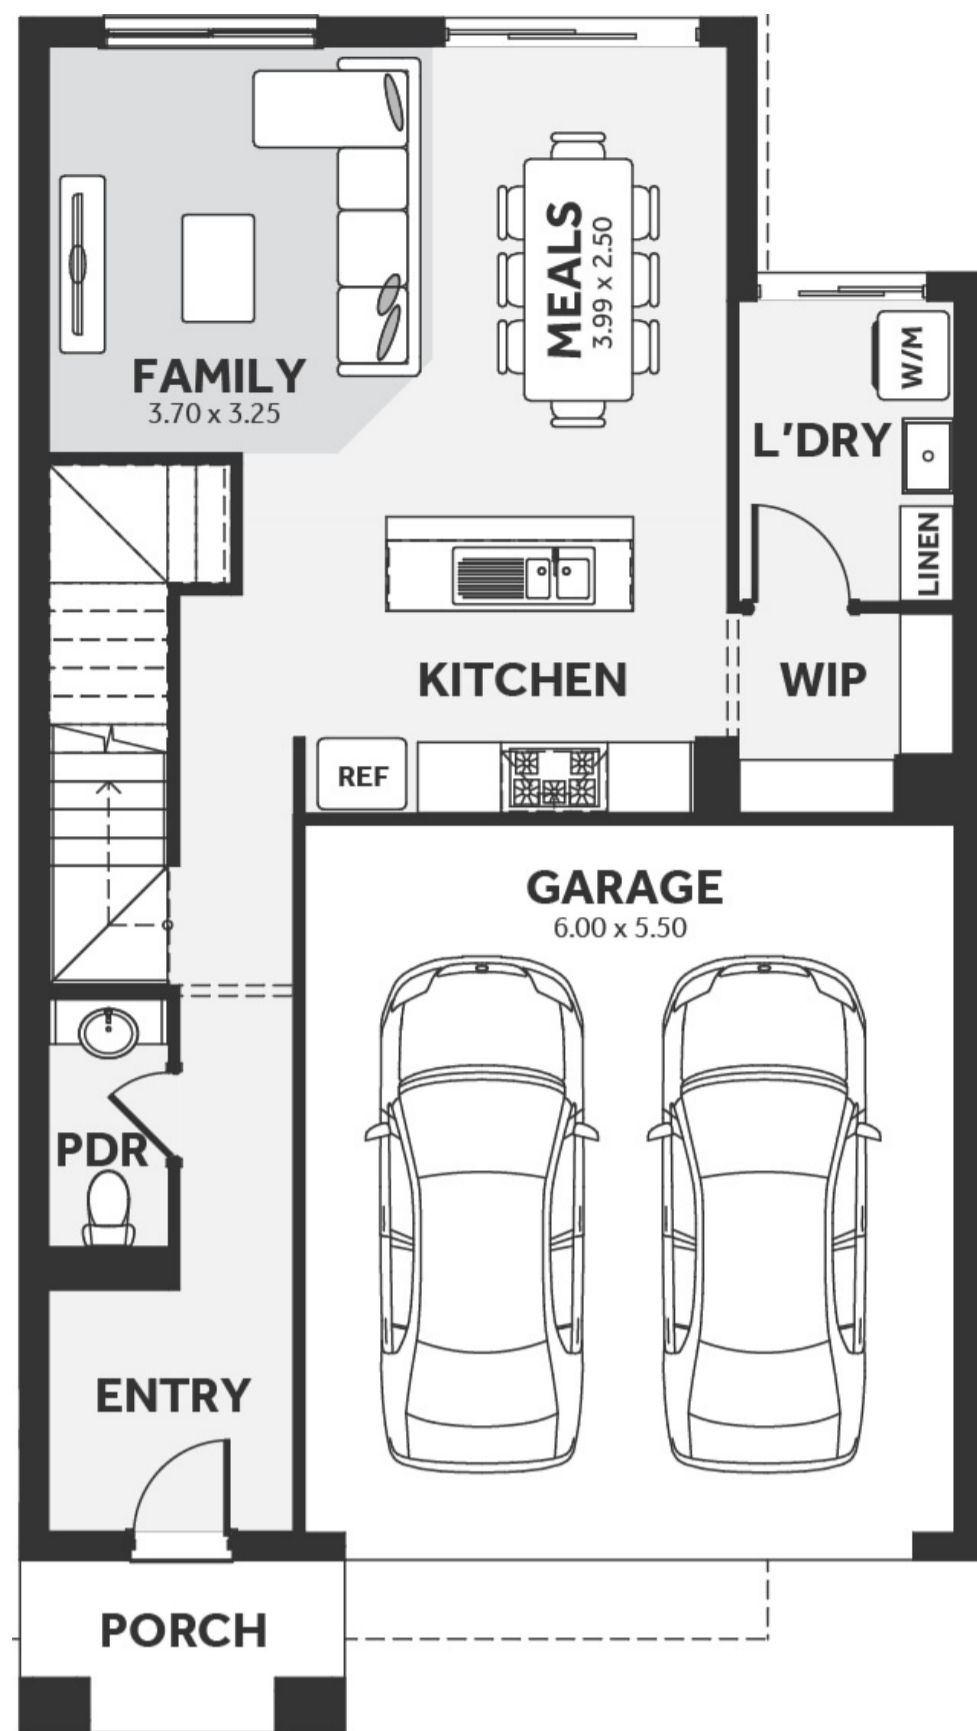 FAMILY
3.70 x 3.25
MEALS
3.99 x 2.50
W/M
L'DRY
LINEN
KITCHEN
WIP
REF
GARAGE
6.00 x 5.50
PDR
ENTRY
PORCH